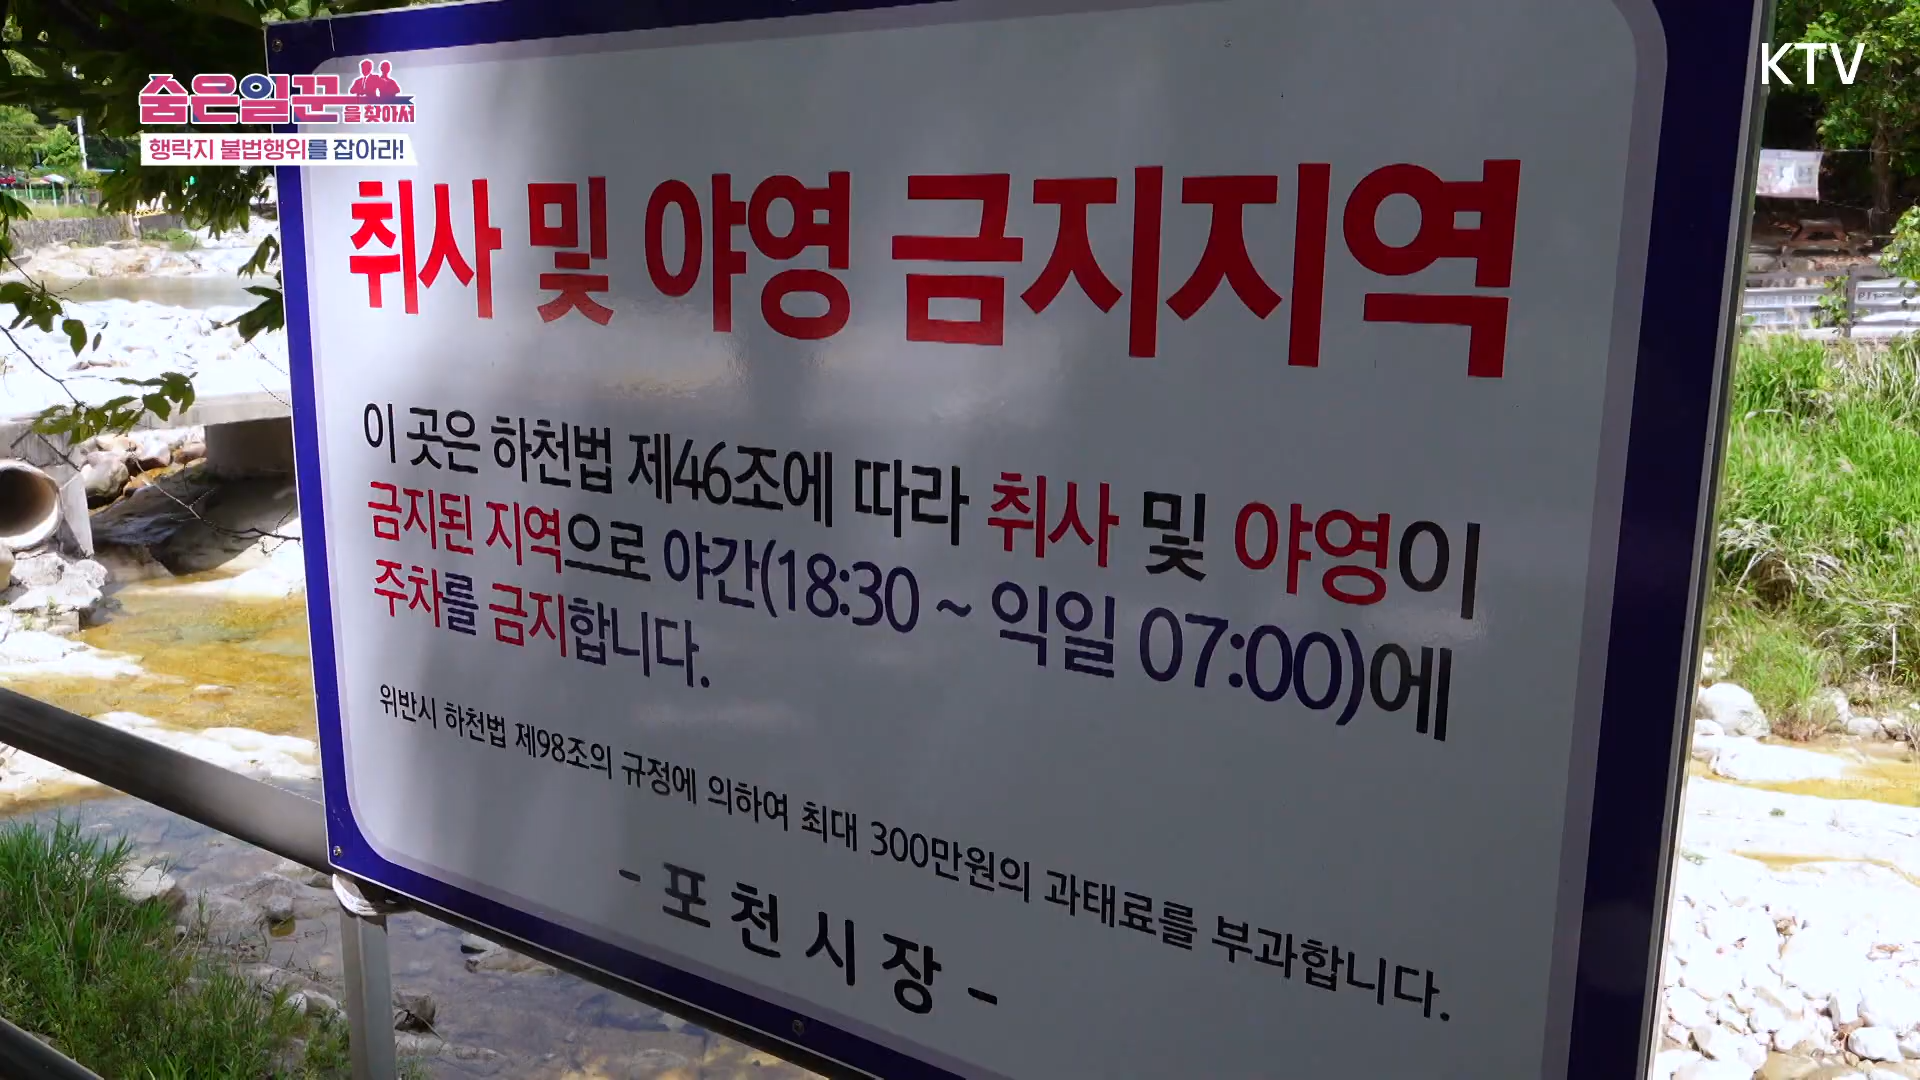 숨은일꾼을 찾아서
행락지 불법행위를 잡아라!
KTV
취사 및 야영 금지지역
이 곳은 하천법 제46조에 따라 취사 및 야영이
금지된 지역으로 야간(18:30 ~ 익일 07:00)에
주차를 금지합니다.
위반시 하천법 제98조의 규정에 의하여 최대 300만원의 과태료를 부과합니다.
- 포천시장 -